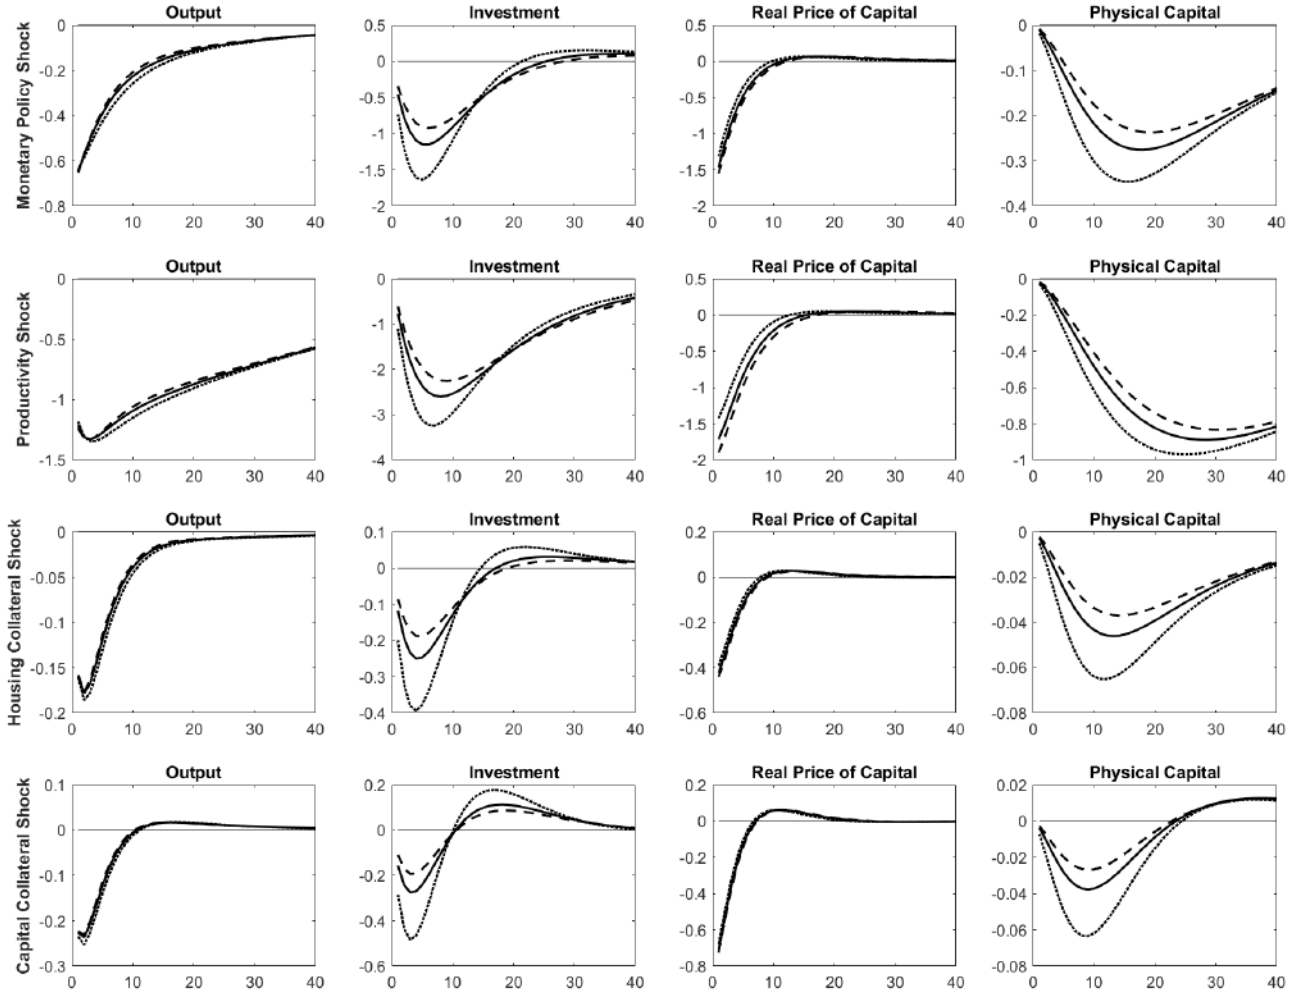 Output Investment Real Price of Capital Physical Capital
Monetary Policy Shock
0 0.5 0.5 0
-0.2 0 0 -0.1
-0.4 -0.5 -0.5 -0.2
-0.6 -1 -1 -0.3
-0.8 -1.5 -1.5 -0.4
-2 -2
0 10 20 30 40 0 10 20 30 40 0 10 20 30 40 0 10 20 30 40
Output Investment Real Price of Capital Physical Capital
Productivity Shock
0 0 0.5 0
-0.5 -1 0 -0.2
-1 -2 -0.5 -0.4
-1.5 -3 -1 -0.6
-4 -1.5 -0.8
-2 -1
0 10 20 30 40 0 10 20 30 40 0 10 20 30 40 0 10 20 30 40
Output Investment Real Price of Capital Physical Capital
Housing Collateral Shock
0 0.1 0.2 0
-0.05 0 0 -0.02
-0.1 -0.1 -0.2 -0.04
-0.15 -0.2 -0.4 -0.06
-0.2 -0.3 -0.6 -0.08
-0.4
0 10 20 30 40 0 10 20 30 40 0 10 20 30 40 0 10 20 30 40
Output Investment Real Price of Capital Physical Capital
Capital Collateral Shock
0.1 0.2 0.2 0.02
0 0 0 0
-0.1 -0.2 -0.2 -0.02
-0.2 -0.4 -0.4 -0.04
-0.3 -0.6 -0.6 -0.06
-0.8 -0.08
0 10 20 30 40 0 10 20 30 40 0 10 20 30 40 0 10 20 30 40